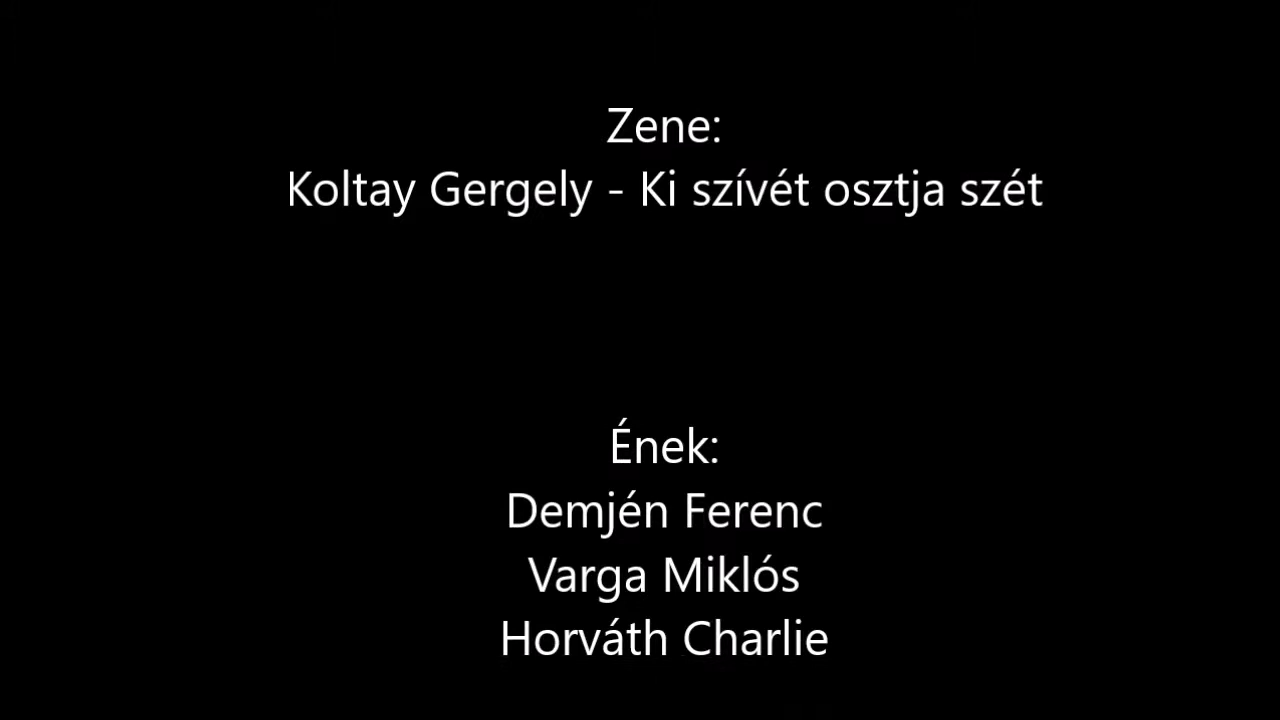 Zene:
Koltay Gergely - Ki szívét osztja szét
Ének:
Demjén Ferenc
Varga Miklós
Horváth Charlie